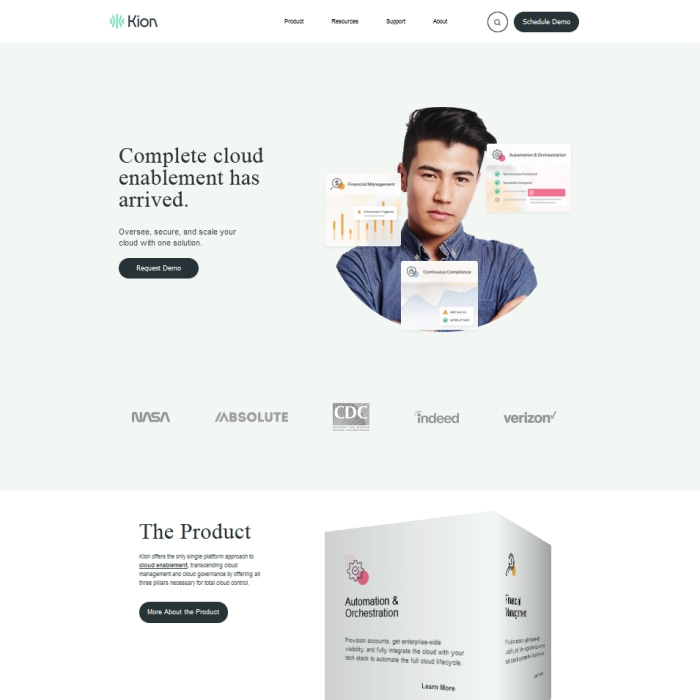 Kion
Product
Resources
Support
About
Schedule Demo
Complete cloud
enablement has
arrived.
Oversee, secure, and scale your
cloud with one solution.
Request Demo
Automation & Orchestration
Financial Management
Enforcement Triggered
Continuous Compliance
NASA
ABSOLUTE
CDC
indeed
verizon
The Product
Kion offers the only single platform approach to
cloud enablement, transcending cloud
management and cloud governance by offering all
three pillars necessary for total cloud control.
More About the Product
Automation &
Orchestration
Provision accounts, get enterprise-wide
visibility, and fully integrate the cloud with your
tech stack to automate the full cloud lifecycle.
Learn More
Financial
Management